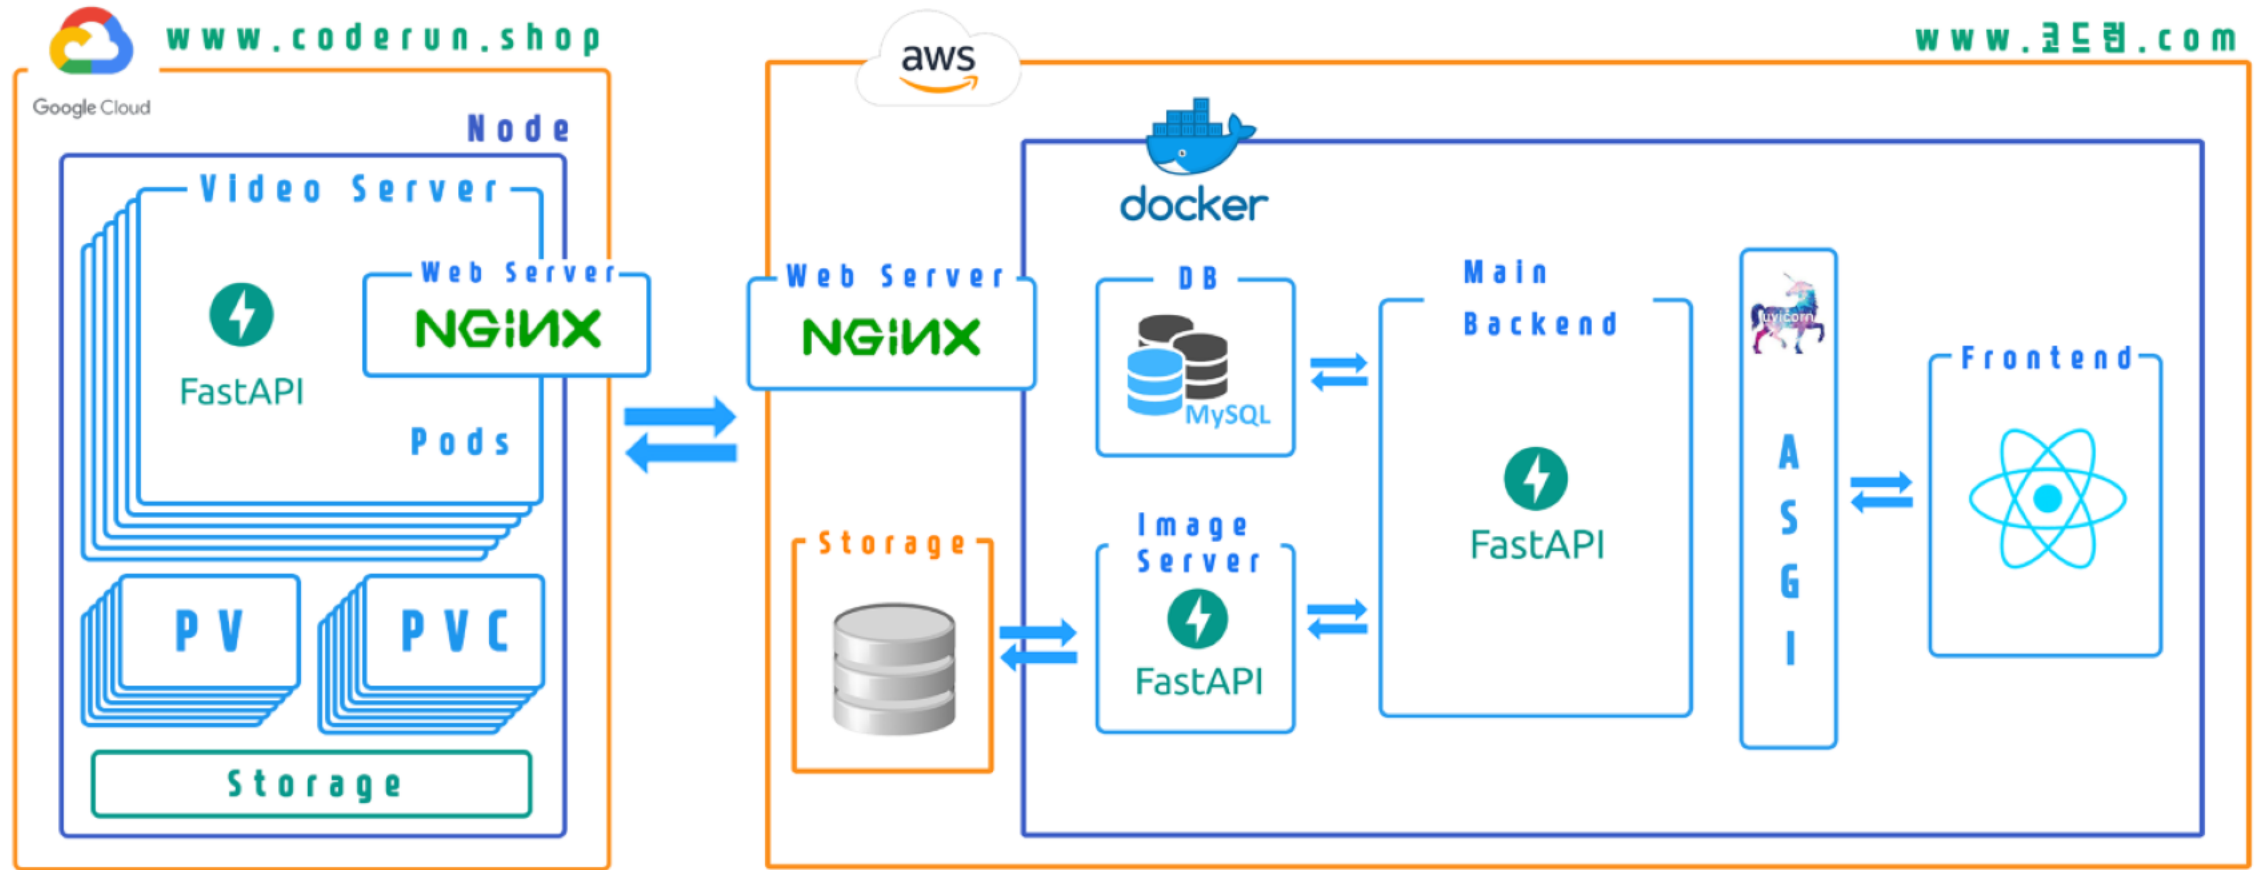 www.coderun.shop
Google Cloud
Node
Video Server
FastAPI
Web Server
NGiNX
Pods
PV
PVC
Storage
aws
www.코드런.com
docker
Web Server
NGiNX
Storage
DB
MySQL
Image
Server
FastAPI
Main
Backend
FastAPI
uvicorn
A
S
G
I
Frontend